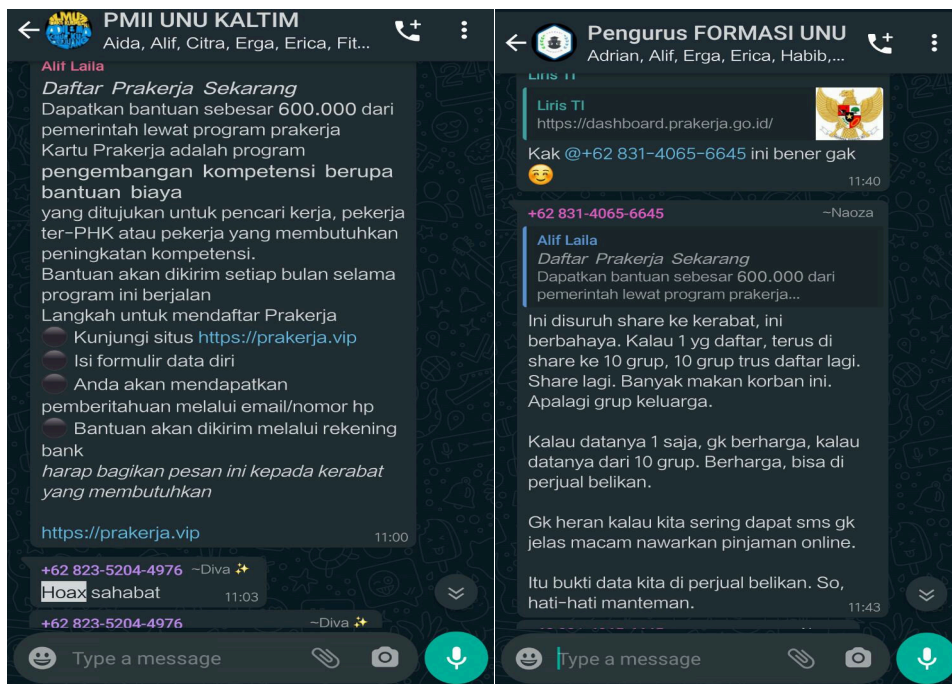 PMII UNU KALTIM
Aida, Alif, Citra, Erga, Erica, Fit...
Alif Laila
Daftar Prakerja Sekarang
Dapatkan bantuan sebesar 600.000 dari
pemerintah lewat program prakerja
Kartu Prakerja adalah program
pengembangan kompetensi berupa
bantuan biaya
yang ditujukan untuk pencari kerja, pekerja
ter-PHK atau pekerja yang membutuhkan
peningkatan kompetensi.
Bantuan akan dikirim setiap bulan selama
program ini berjalan
Langkah untuk mendaftar Prakerja
Kunjungi situs https://prakerja.vip
Isi formulir data diri
Anda akan mendapatkan
pemberitahuan melalui email/nomor hp
Bantuan akan dikirim melalui rekening
bank
harap bagikan pesan ini kepada kerabat
yang membutuhkan
https://prakerja.vip
11:00
+62 823-5204-4976 ~Diva ✨
Hoax sahabat 11:03
+62 823-5204-4976 ~Diva ✨
Type a message
Pengurus FORMASI UNU
Adrian, Alif, Erga, Erica, Habib,...
Liris TI
Liris TI
https://dashboard.prakerja.go.id/
Kak @+62 831-4065-6645 ini bener gak
☺️ 11:40
+62 831-4065-6645 ~Naoza
Alif Laila
Daftar Prakerja Sekarang
Dapatkan bantuan sebesar 600.000 dari
pemerintah lewat program prakerja...
Ini disuruh share ke kerabat, ini
berbahaya. Kalau 1 yg daftar, terus di
share ke 10 grup, 10 grup trus daftar lagi.
Share lagi. Banyak makan korban ini.
Apalagi grup keluarga.
Kalau datanya 1 saja, gk berharga, kalau
datanya dari 10 grup. Berharga, bisa di
perjual belikan.
Gk heran kalau kita sering dapat sms gk
jelas macam nawarkan pinjaman online.
Itu bukti data kita di perjual belikan. So,
hati-hati manteman. 11:43
Type a message